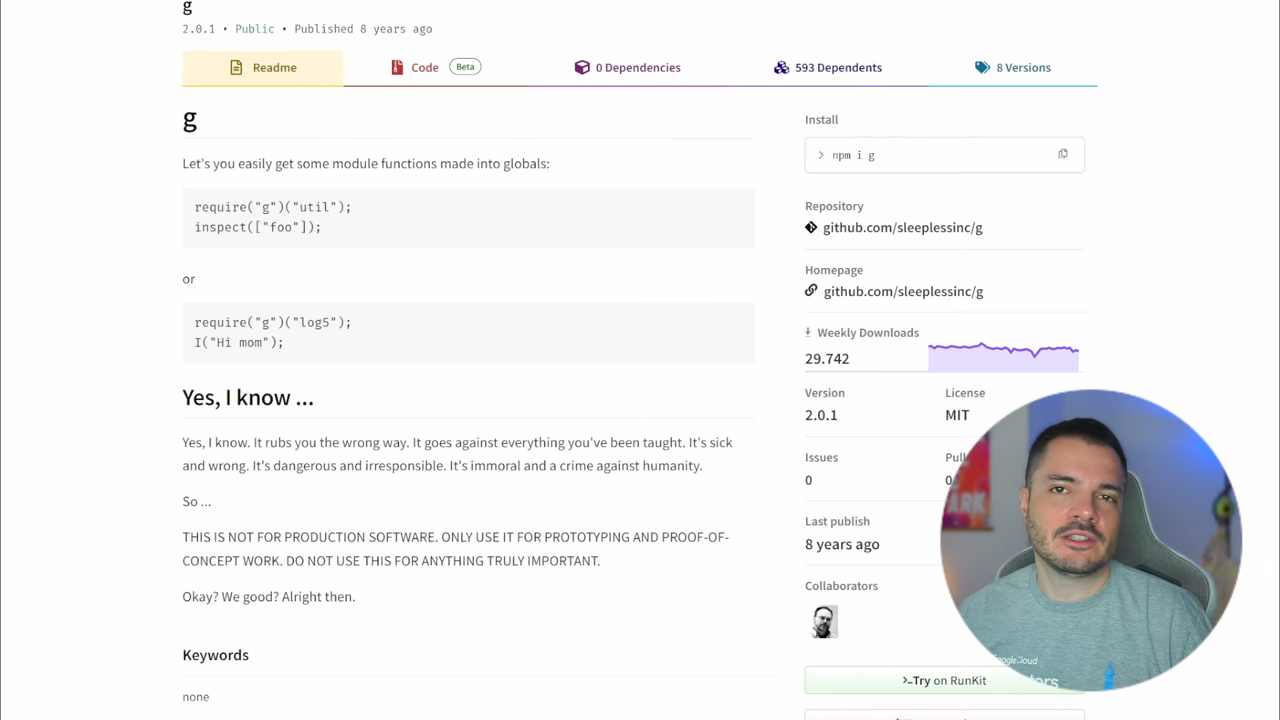 g
2.0.1 • Public • Published 8 years ago
Readme
Code Beta
0 Dependencies
593 Dependents
8 Versions
g
Let's you easily get some module functions made into globals:
require("g")("util");
inspect(["foo"]);
or
require("g")("log5");
I("Hi mom");
Yes, I know ...
Yes, I know. It rubs you the wrong way. It goes against everything you've been taught. It's sick
and wrong. It's dangerous and irresponsible. It's immoral and a crime against humanity.
So ...
THIS IS NOT FOR PRODUCTION SOFTWARE. ONLY USE IT FOR PROTOTYPING AND PROOF-OF-
CONCEPT WORK. DO NOT USE THIS FOR ANYTHING TRULY IMPORTANT.
Okay? We good? Alright then.
Keywords
none
Install
> npm i g
Repository
github.com/sleeplessinc/g
Homepage
github.com/sleeplessinc/g
Weekly Downloads
29.742
Version
License
2.0.1
MIT
Issues
Pull
0
0
Last publish
8 years ago
Collaborators
>_Try on RunKit